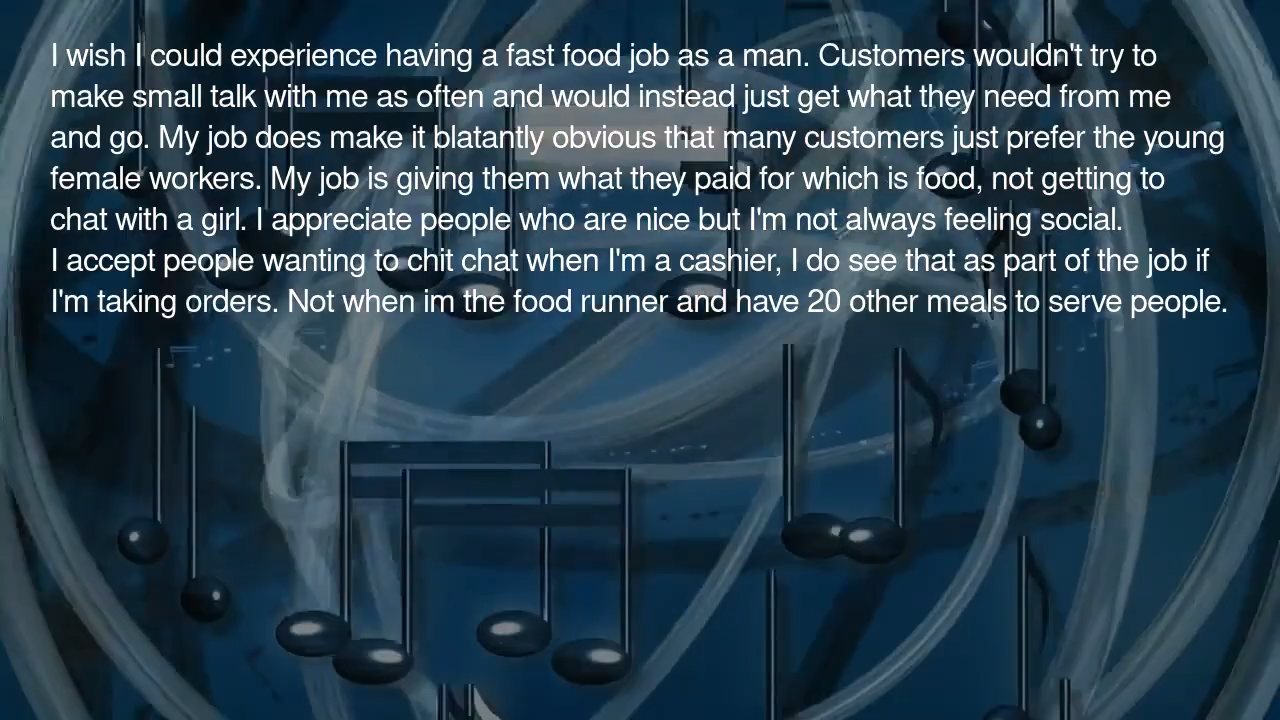 I wish I could experience having a fast food job as a man. Customers wouldn't try to
make small talk with me as often and would instead just get what they need from me
and go. My job does make it blatantly obvious that many customers just prefer the young
female workers. My job is giving them what they paid for which is food, not getting to
chat with a girl. I appreciate people who are nice but I'm not always feeling social.
I accept people wanting to chit chat when I'm a cashier, I do see that as part of the job if
I'm taking orders. Not when im the food runner and have 20 other meals to serve people.